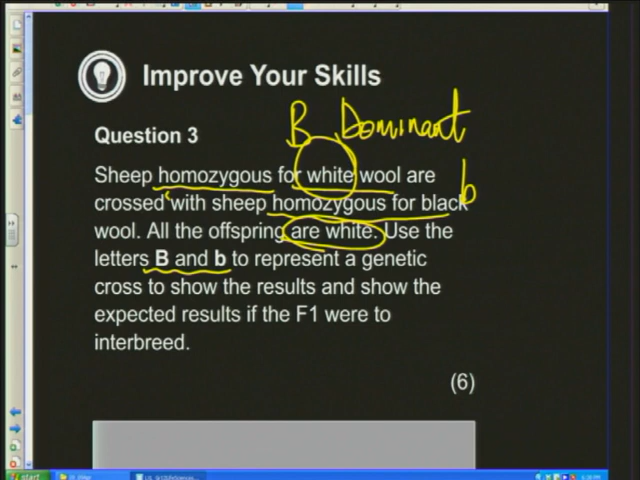 Improve Your Skills
B Dominant
Question 3
Sheep homozygous for white wool are
crossed with sheep homozygous for black
b
wool. All the offspring are white. Use the
letters B and b to represent a genetic
cross to show the results and show the
expected results if the F1 were to
interbreed.
(6)
start